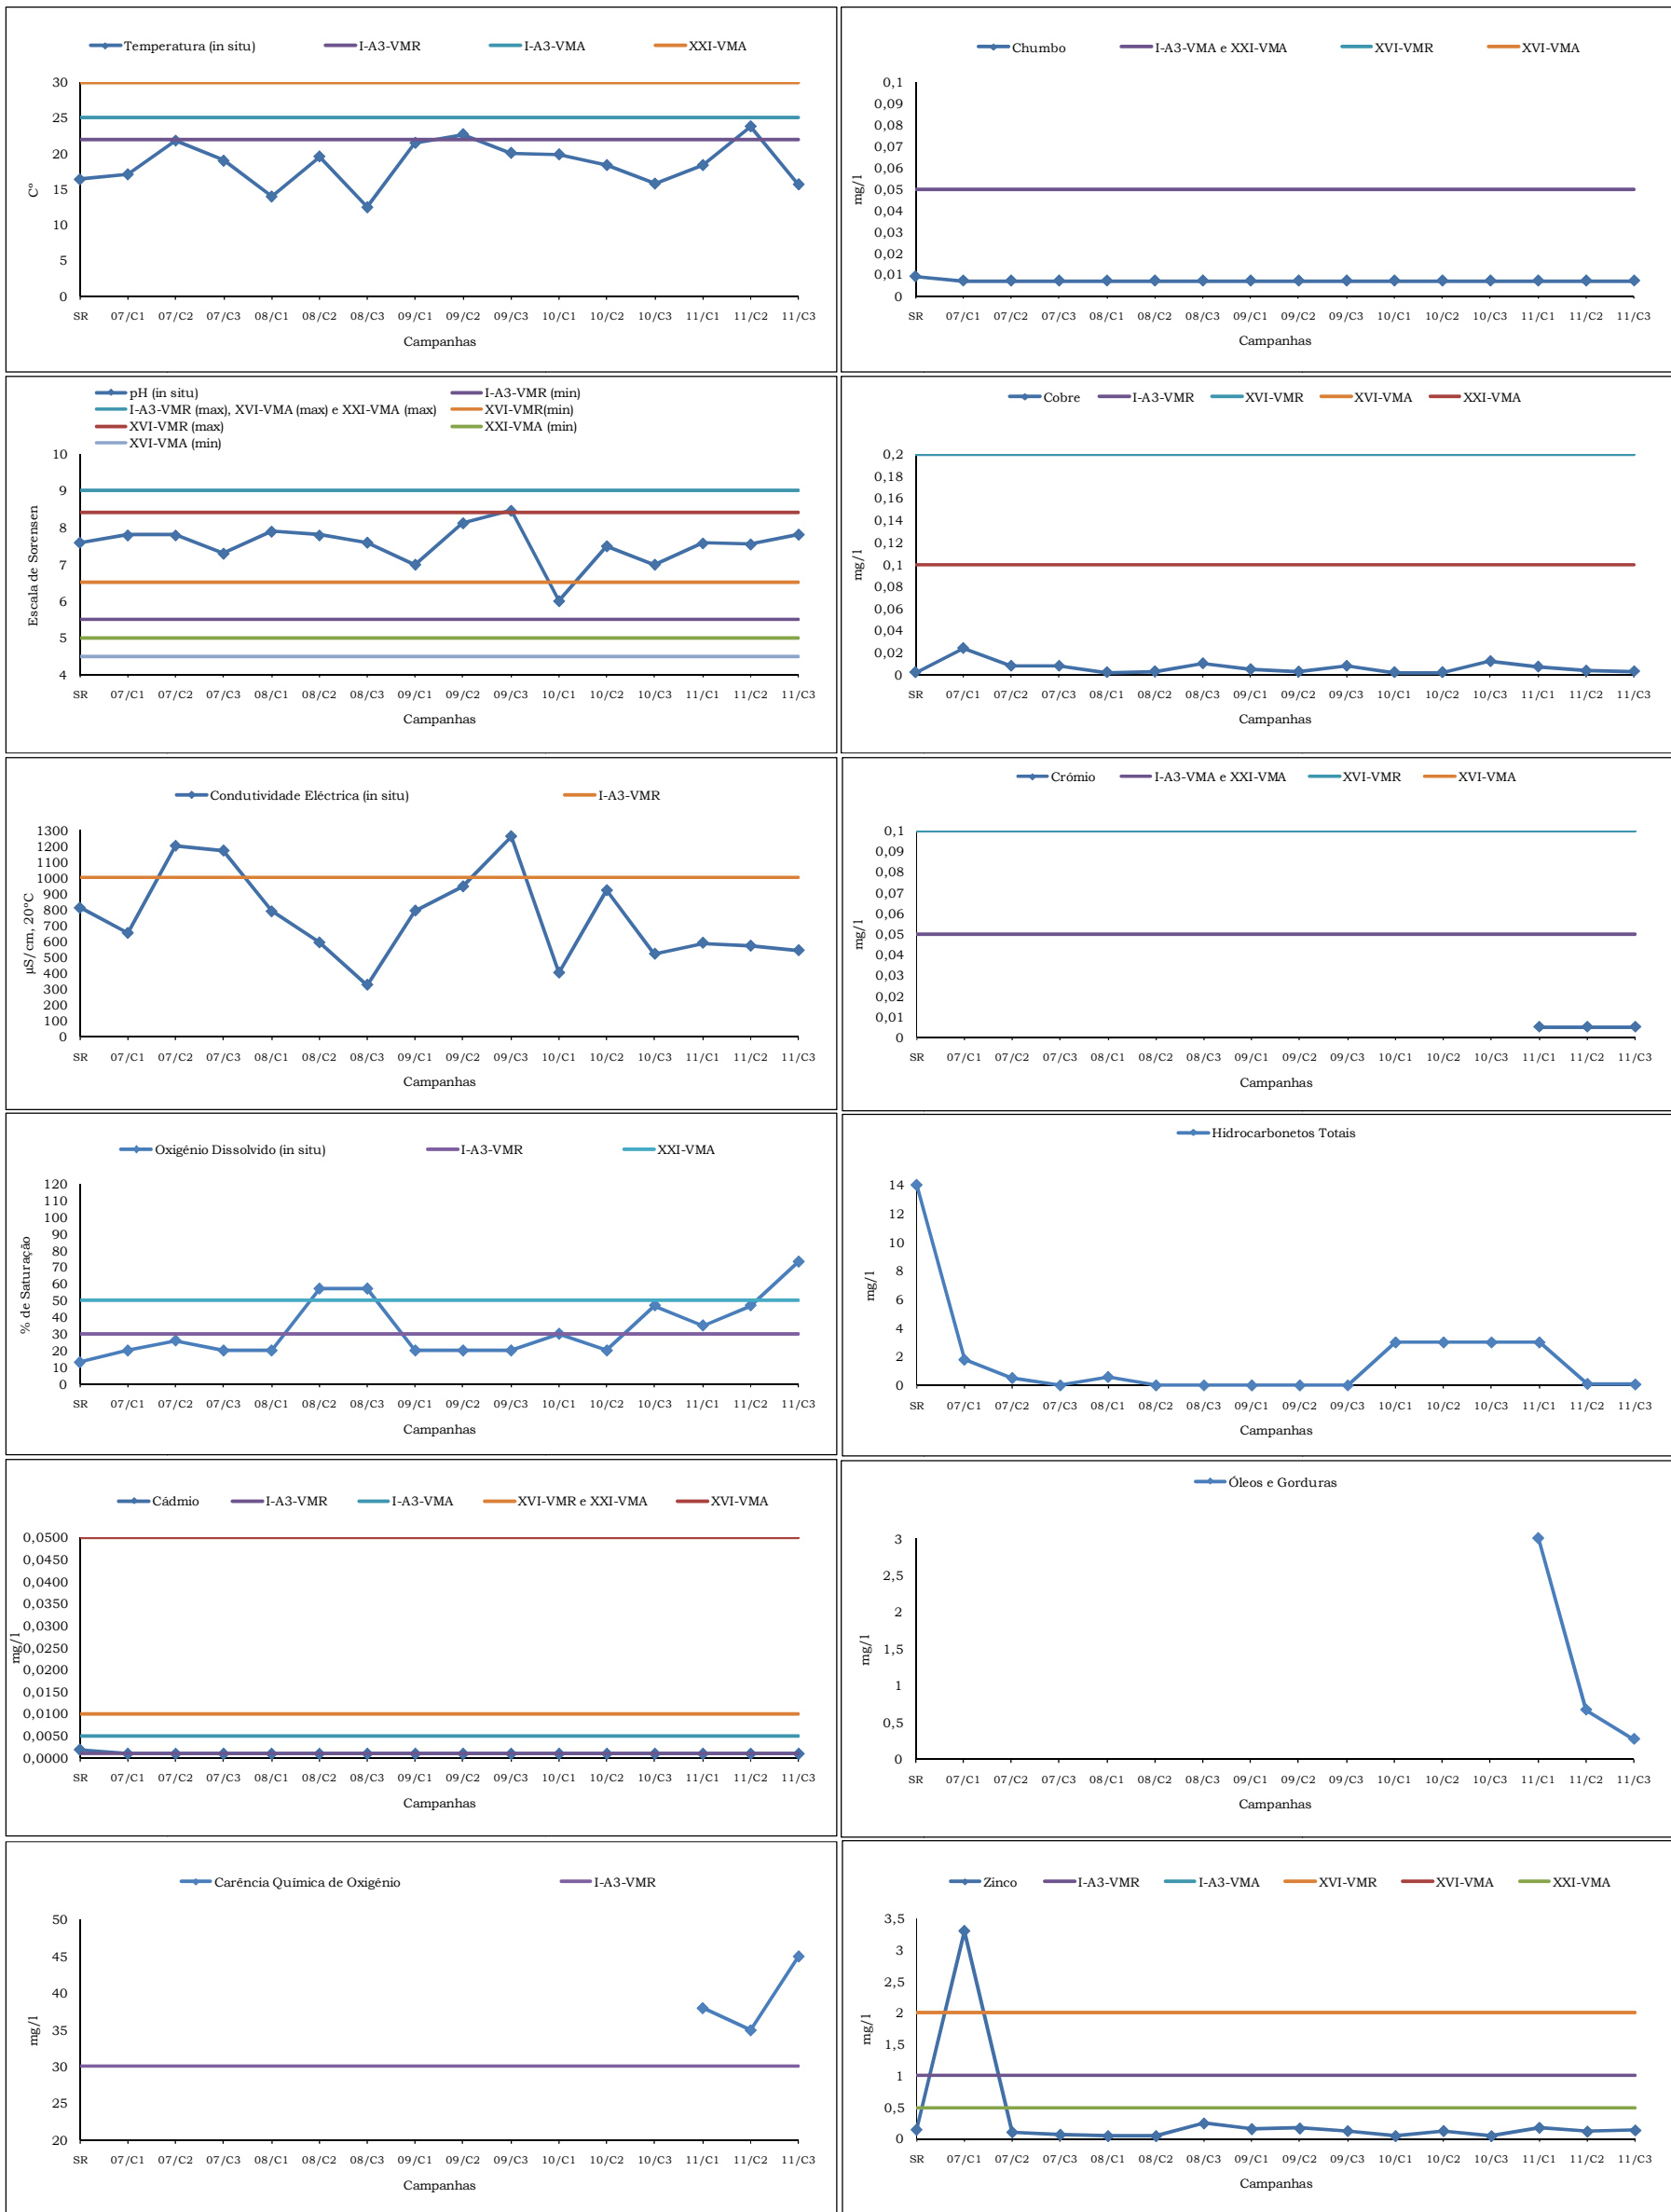 Temperatura (in situ) I-A3-VMR I-A3-VMA XXI-VMA
30
25
20
15
10
5
0
C°
SR 07/C1 07/C2 07/C3 08/C1 08/C2 08/C3 09/C1 09/C2 09/C3 10/C1 10/C2 10/C3 11/C1 11/C2 11/C3
Campanhas
Chumbo I-A3-VMA e XXI-VMA XVI-VMR XVI-VMA
0,1
0,09
0,08
0,07
0,06
0,05
0,04
0,03
0,02
0,01
0
mg/l
SR 07/C1 07/C2 07/C3 08/C1 08/C2 08/C3 09/C1 09/C2 09/C3 10/C1 10/C2 10/C3 11/C1 11/C2 11/C3
Campanhas
pH (in situ) I-A3-VMR (min)
I-A3-VMR (max), XVI-VMA (max) e XXI-VMA (max) XVI-VMR(min)
XVI-VMR (max) XXI-VMA (min)
XVI-VMA (min)
10
9
8
7
6
5
4
Escala de Sorensen
SR 07/C1 07/C2 07/C3 08/C1 08/C2 08/C3 09/C1 09/C2 09/C3 10/C1 10/C2 10/C3 11/C1 11/C2 11/C3
Campanhas
Cobre I-A3-VMR XVI-VMR XVI-VMA XXI-VMA
0,2
0,18
0,16
0,14
0,12
0,1
0,08
0,06
0,04
0,02
0
mg/l
SR 07/C1 07/C2 07/C3 08/C1 08/C2 08/C3 09/C1 09/C2 09/C3 10/C1 10/C2 10/C3 11/C1 11/C2 11/C3
Campanhas
Condutividade Eléctrica (in situ) I-A3-VMR
1300
1200
1100
1000
900
800
700
600
500
400
300
200
100
0
µS/cm, 20°C
SR 07/C1 07/C2 07/C3 08/C1 08/C2 08/C3 09/C1 09/C2 09/C3 10/C1 10/C2 10/C3 11/C1 11/C2 11/C3
Campanhas
Crómio I-A3-VMA e XXI-VMA XVI-VMR XVI-VMA
0,1
0,09
0,08
0,07
0,06
0,05
0,04
0,03
0,02
0,01
0
mg/l
SR 07/C1 07/C2 07/C3 08/C1 08/C2 08/C3 09/C1 09/C2 09/C3 10/C1 10/C2 10/C3 11/C1 11/C2 11/C3
Campanhas
Oxigénio Dissolvido (in situ) I-A3-VMR XXI-VMA
120
110
100
90
80
70
60
50
40
30
20
10
0
% de Saturação
SR 07/C1 07/C2 07/C3 08/C1 08/C2 08/C3 09/C1 09/C2 09/C3 10/C1 10/C2 10/C3 11/C1 11/C2 11/C3
Campanhas
Hidrocarbonetos Totais
14
12
10
8
6
4
2
0
mg/l
SR 07/C1 07/C2 07/C3 08/C1 08/C2 08/C3 09/C1 09/C2 09/C3 10/C1 10/C2 10/C3 11/C1 11/C2 11/C3
Campanhas
Cádmio I-A3-VMR I-A3-VMA XVI-VMR e XXI-VMA XVI-VMA
0,0500
0,0450
0,0400
0,0350
0,0300
0,0250
0,0200
0,0150
0,0100
0,0050
0,0000
mg/l
SR 07/C1 07/C2 07/C3 08/C1 08/C2 08/C3 09/C1 09/C2 09/C3 10/C1 10/C2 10/C3 11/C1 11/C2 11/C3
Campanhas
Óleos e Gorduras
3
2,5
2
1,5
1
0,5
0
mg/l
SR 07/C1 07/C2 07/C3 08/C1 08/C2 08/C3 09/C1 09/C2 09/C3 10/C1 10/C2 10/C3 11/C1 11/C2 11/C3
Campanhas
Carência Química de Oxigénio I-A3-VMR
50
45
40
35
30
25
20
mg/l
SR 07/C1 07/C2 07/C3 08/C1 08/C2 08/C3 09/C1 09/C2 09/C3 10/C1 10/C2 10/C3 11/C1 11/C2 11/C3
Campanhas
Zinco I-A3-VMR I-A3-VMA XVI-VMR XVI-VMA XXI-VMA
3,5
3
2,5
2
1,5
1
0,5
0
mg/l
SR 07/C1 07/C2 07/C3 08/C1 08/C2 08/C3 09/C1 09/C2 09/C3 10/C1 10/C2 10/C3 11/C1 11/C2 11/C3
Campanhas